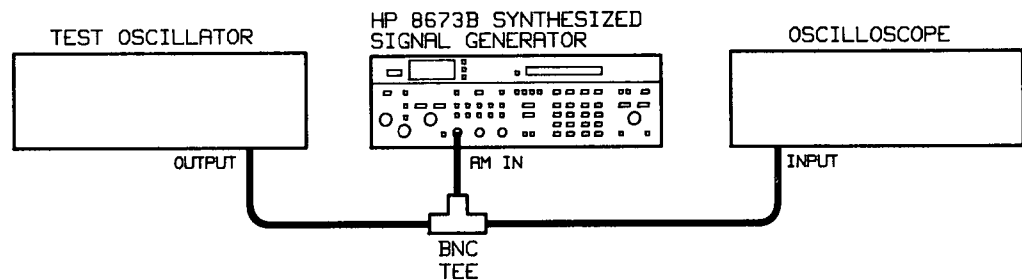 TEST OSCILLATOR
HP 8673B SYNTHESIZED
SIGNAL GENERATOR
OSCILLOSCOPE
OUTPUT
AM IN
INPUT
BNC
TEE